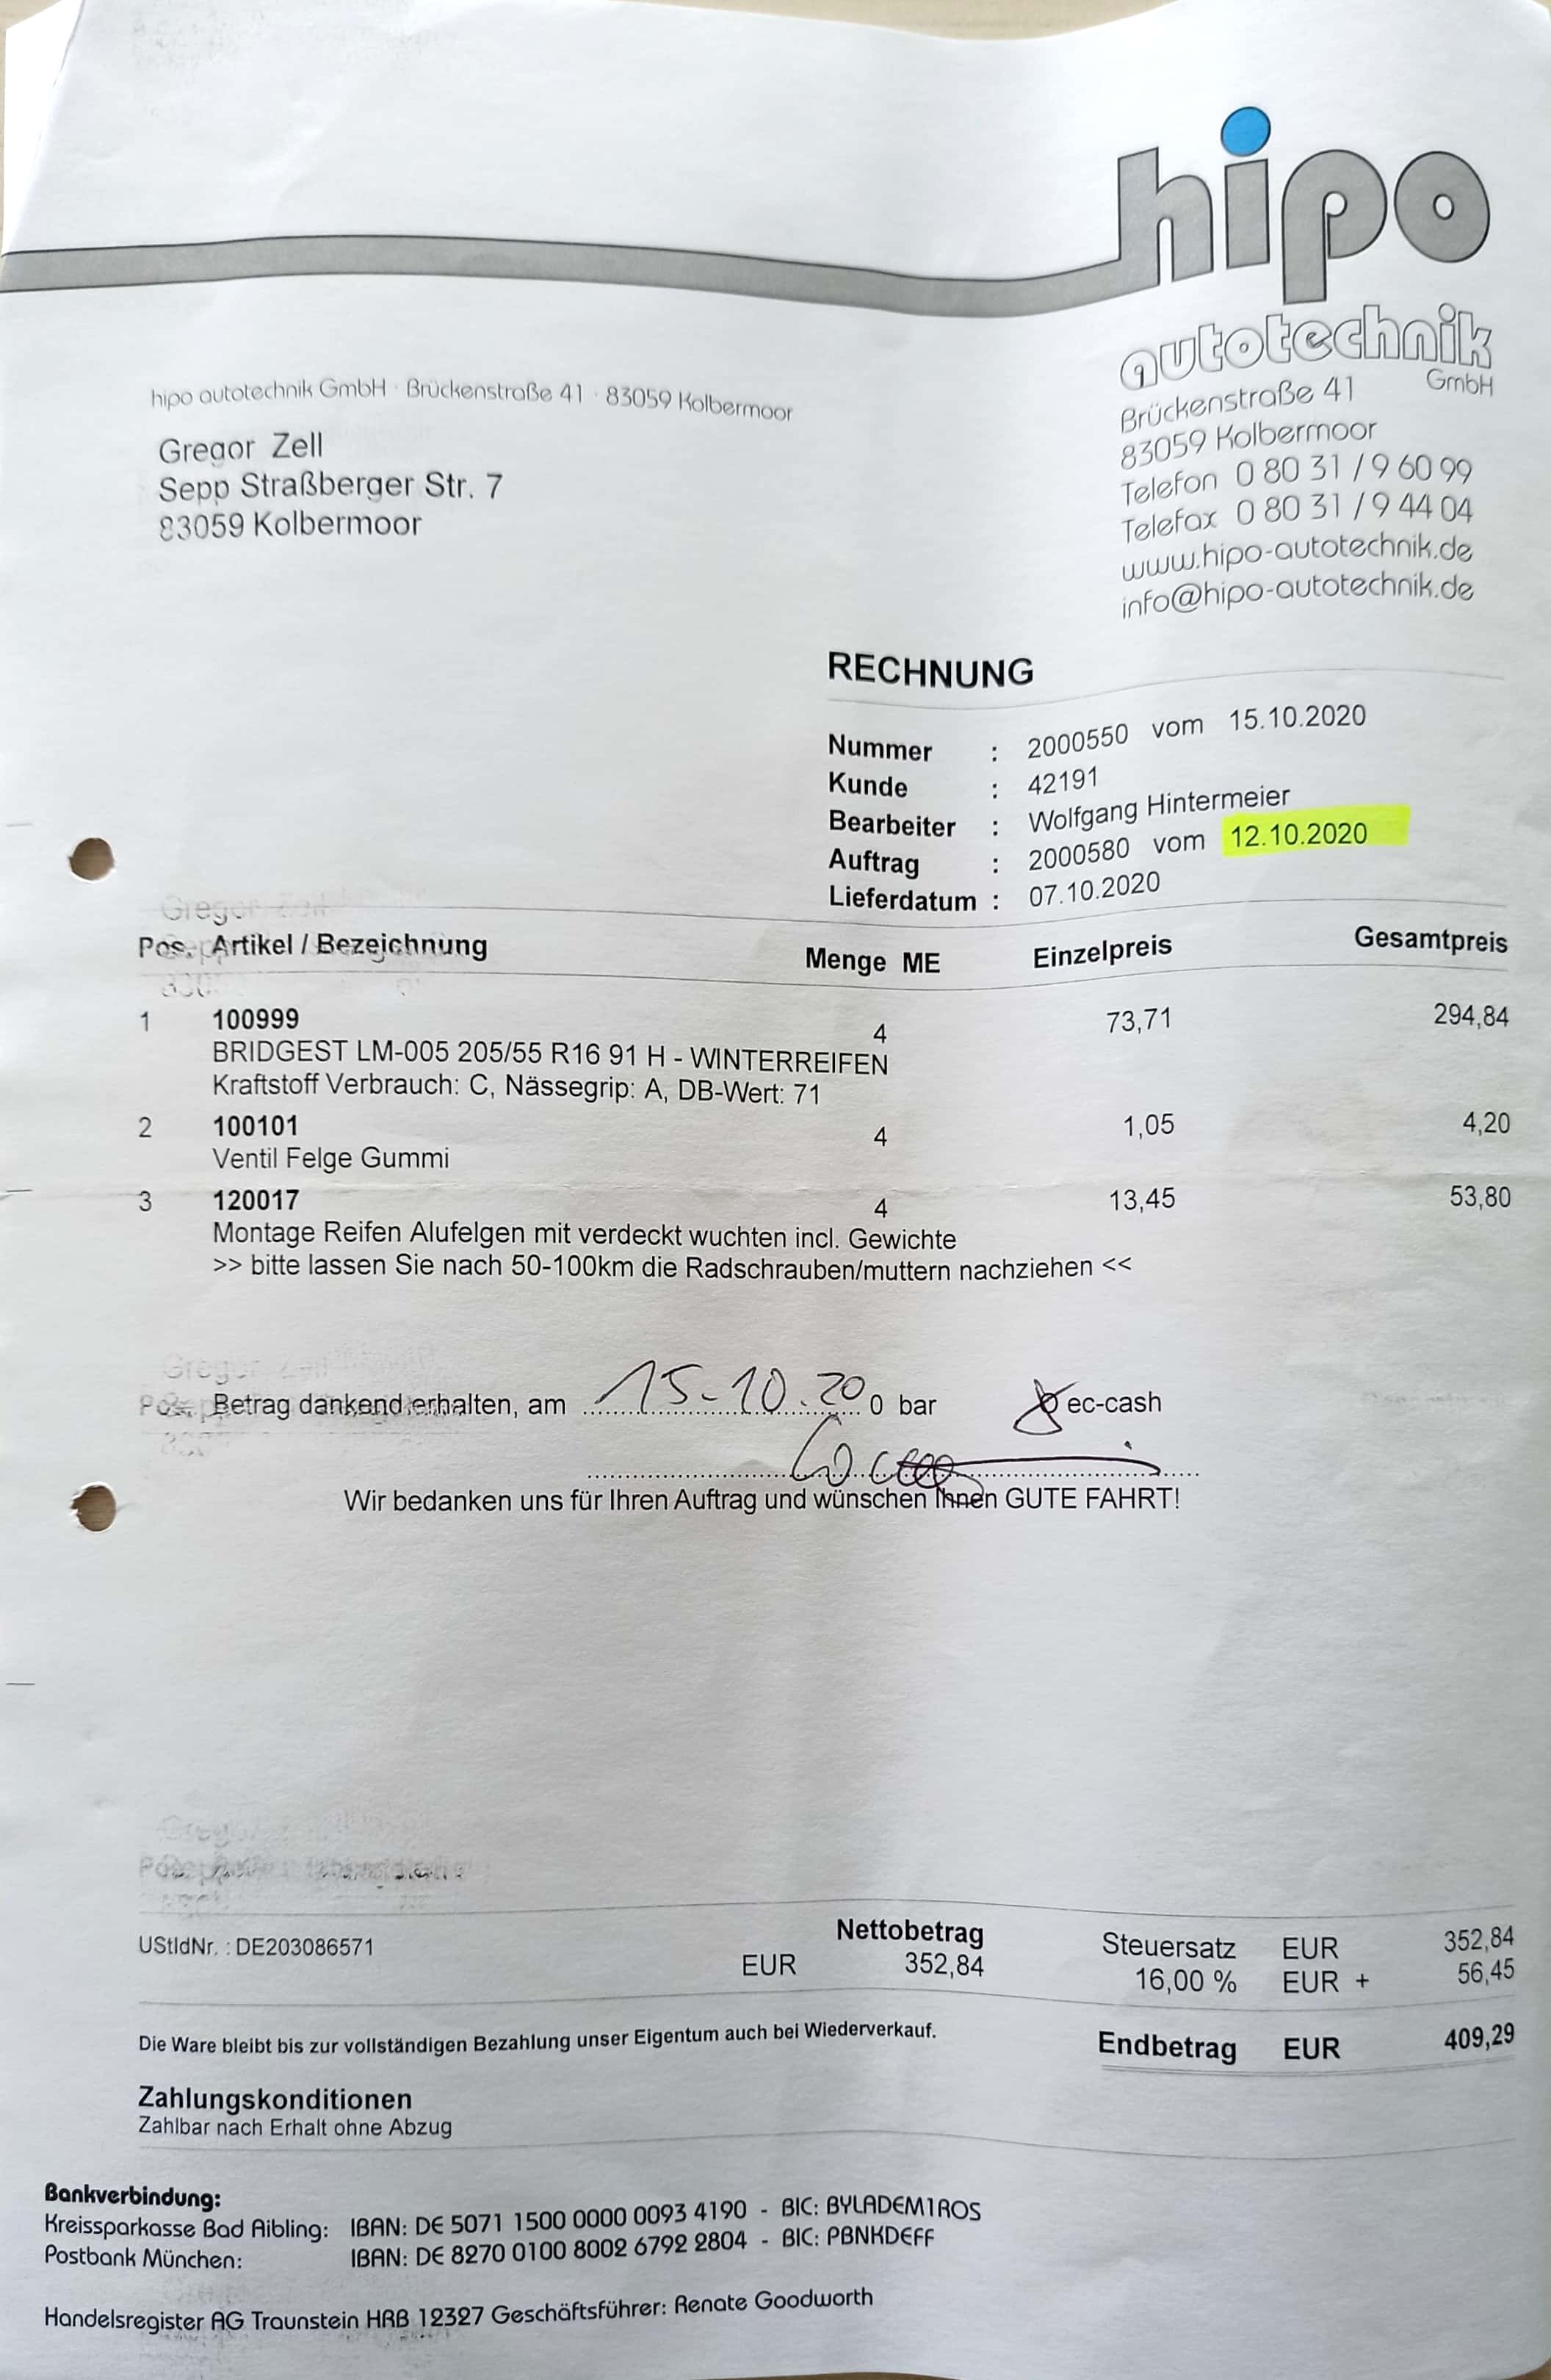 hipo
autotechnik
GmbH
Brückenstraße 41
83059 Kolbermoor
Telefon 0 80 31 / 9 60 99
Telefax 0 80 31 / 9 44 04
www.hipo-autotechnik.de
info@hipo-autotechnik.de
hipo autotechnik GmbH · Brückenstraße 41 · 83059 Kolbermoor
Gregor Zell
Sepp Straßberger Str. 7
83059 Kolbermoor
RECHNUNG
Nummer : 2000550 vom 15.10.2020
Kunde : 42191
Bearbeiter : Wolfgang Hintermeier
Auftrag : 2000580 vom 12.10.2020
Lieferdatum : 07.10.2020
Pos. Artikel / Bezeichnung Menge ME Einzelpreis Gesamtpreis
1 100999 4 73,71 294,84
BRIDGEST LM-005 205/55 R16 91 H - WINTERREIFEN
Kraftstoff Verbrauch: C, Nässegrip: A, DB-Wert: 71
2 100101 4 1,05 4,20
Ventil Felge Gummi
3 120017 4 13,45 53,80
Montage Reifen Alufelgen mit verdeckt wuchten incl. Gewichte
>> bitte lassen Sie nach 50-100km die Radschrauben/muttern nachziehen <<
Betrag dankend erhalten, am 15-10.20 0 bar ec-cash
Wir bedanken uns für Ihren Auftrag und wünschen Ihnen GUTE FAHRT!
UStIdNr. : DE203086571
Nettobetrag
EUR 352,84
Steuersatz EUR 352,84
16,00 % EUR + 56,45
Die Ware bleibt bis zur vollständigen Bezahlung unser Eigentum auch bei Wiederverkauf.
Endbetrag EUR 409,29
Zahlungskonditionen
Zahlbar nach Erhalt ohne Abzug
Bankverbindung:
Kreissparkasse Bad Aibling: IBAN: DE 5071 1500 0000 0093 4190 - BIC: BYLADEM1ROS
Postbank München: IBAN: DE 8270 0100 8002 6792 2804 - BIC: PBNKDEFF
Handelsregister AG Traunstein HRB 12327 Geschäftsführer: Renate Goodworth